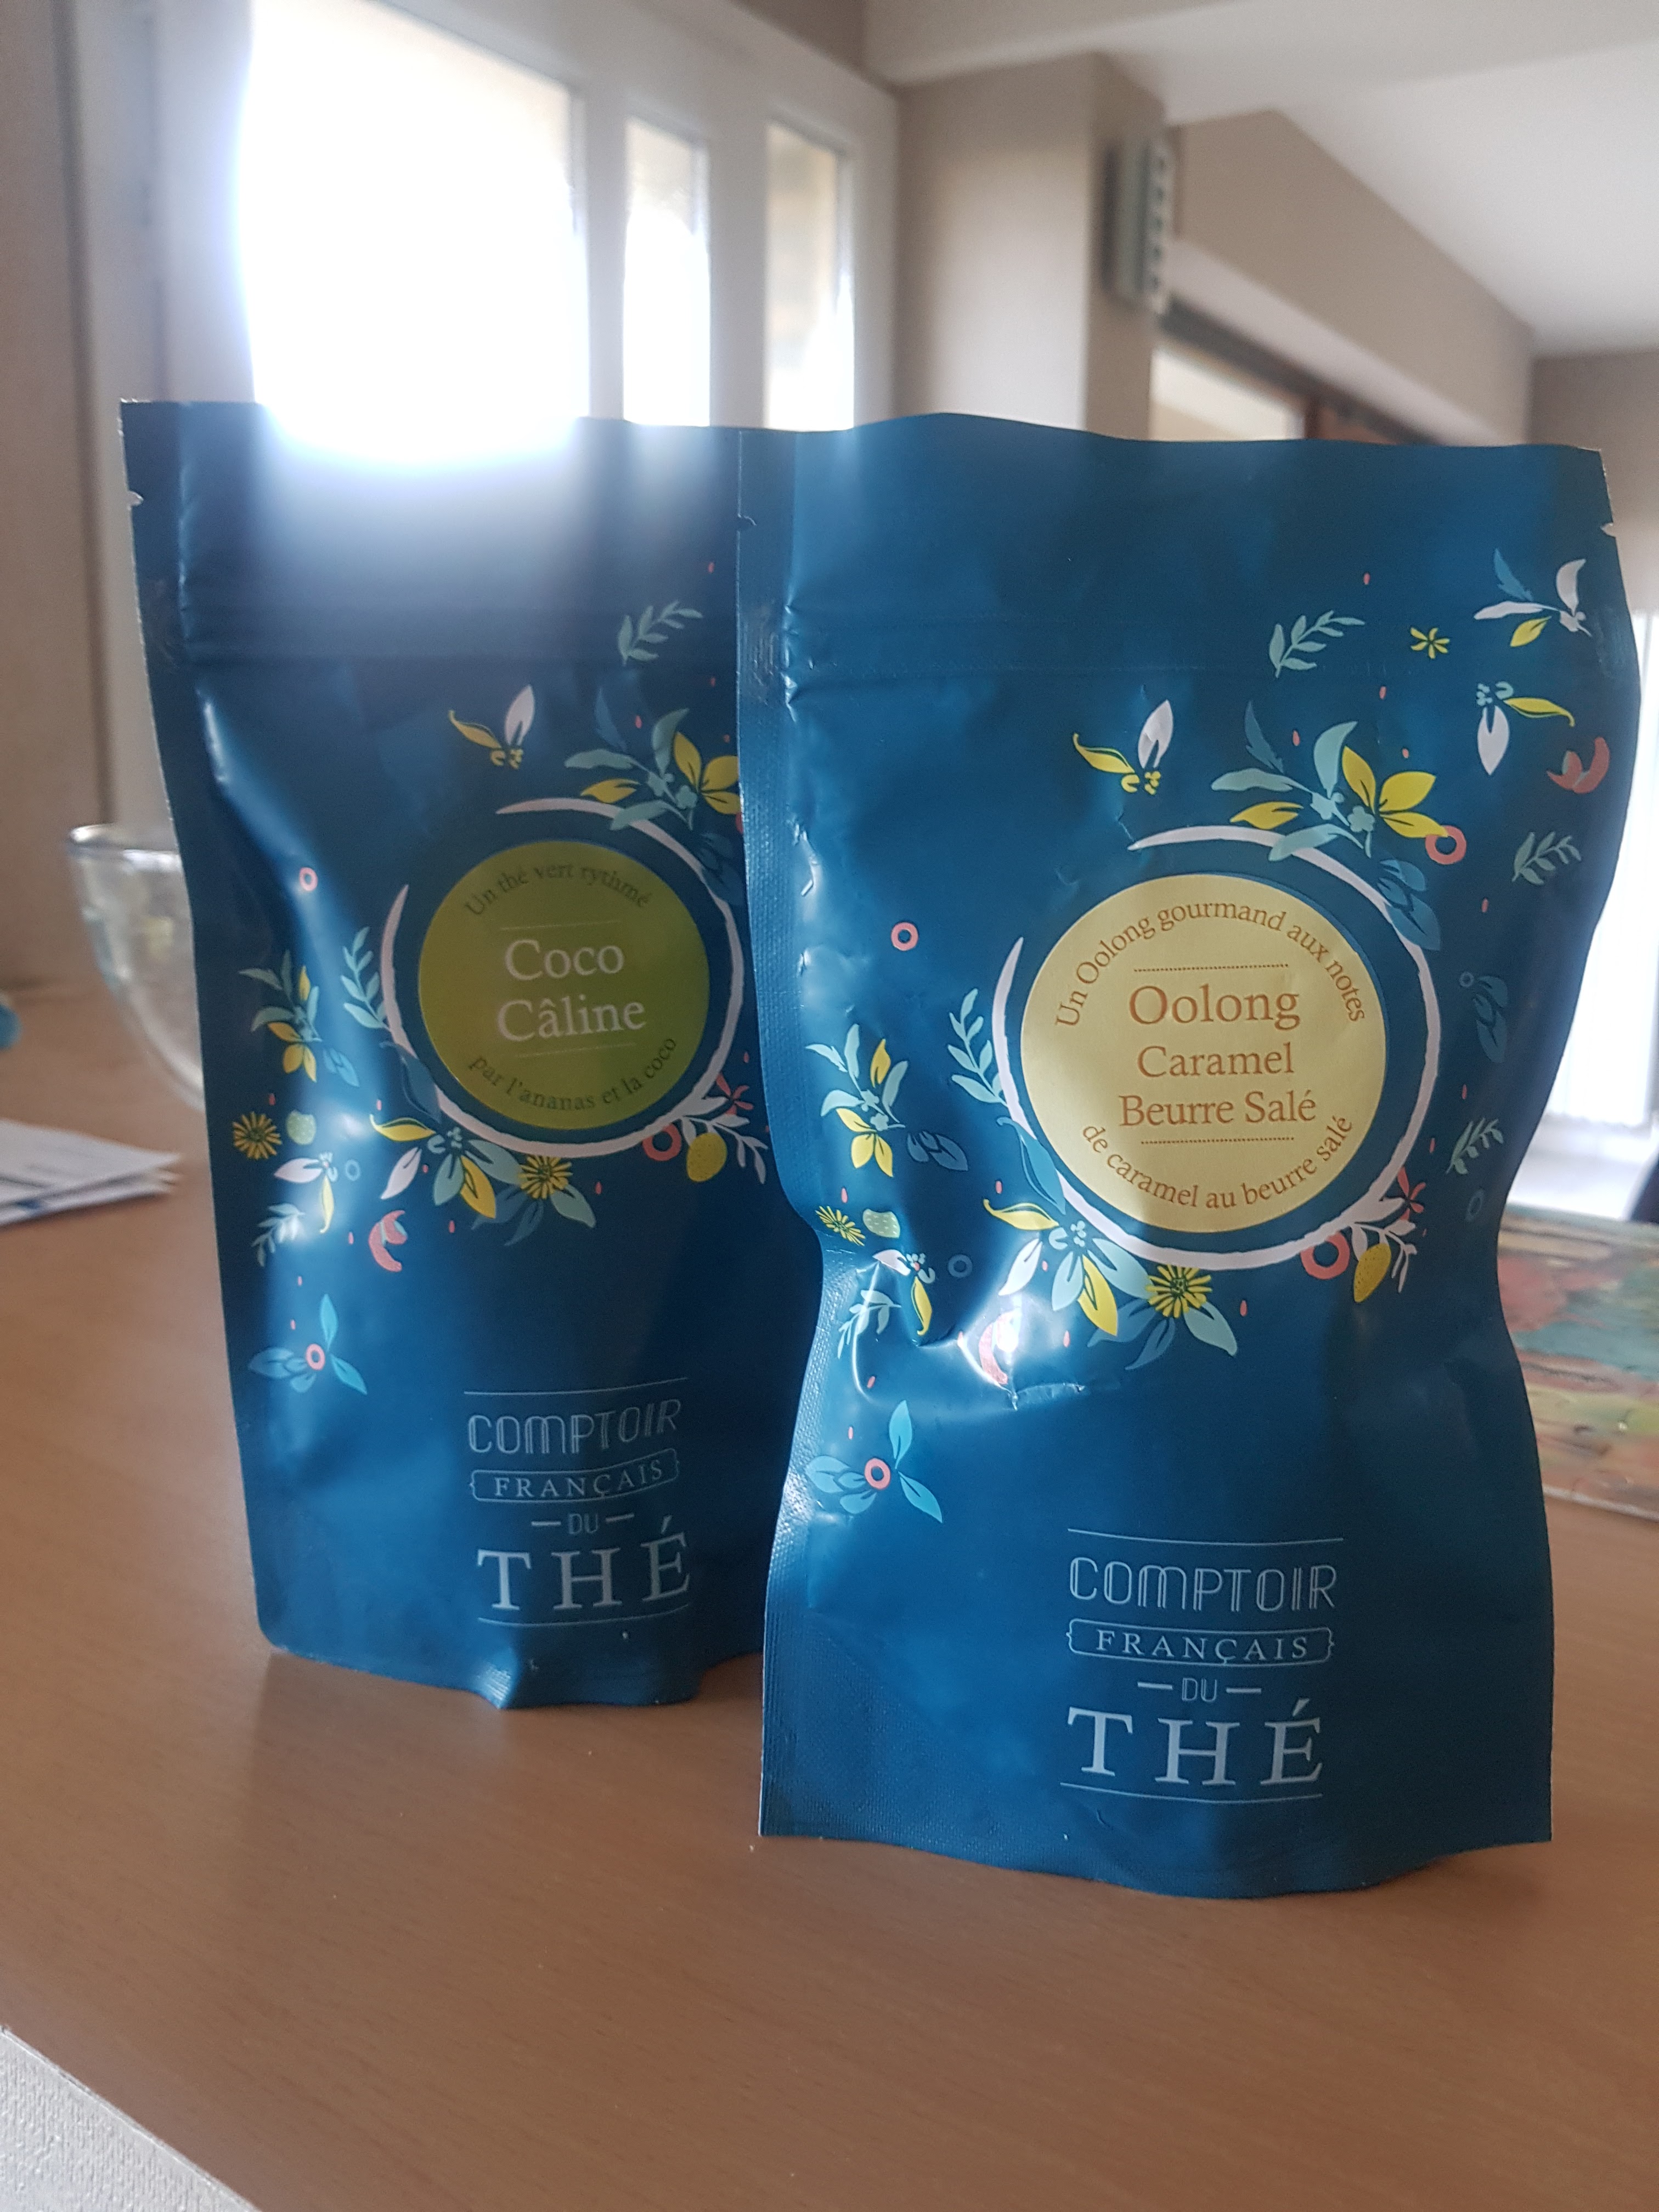 Un thé vert rythmé
Coco
Câline
par l'ananas et la coco
COMPTOIR
FRANÇAIS
DU
THÉ
Un Oolong gourmand aux notes
Oolong
Caramel
Beurre Salé
de caramel au beurre salé
COMPTOIR
FRANÇAIS
DU
THÉ